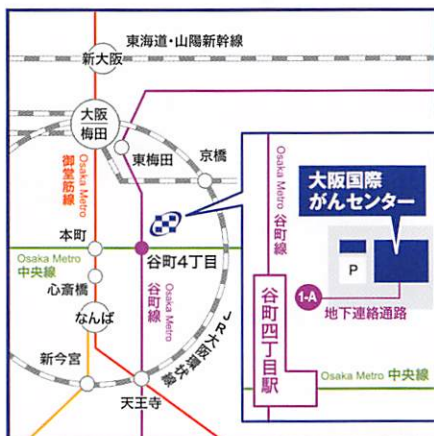 東海道・山陽新幹線
新大阪
大阪
梅田
東梅田
京橋
Osaka Metro
御堂筋線
本町
Osaka Metro
中央線
谷町4丁目
心斎橋
なんば
Osaka Metro
谷町線
新今宮
天王寺
JR大阪環状線
Osaka Metro
谷町線
大阪国際
がんセンター
P
1-A
地下連絡通路
谷町四丁目駅
Osaka Metro 中央線